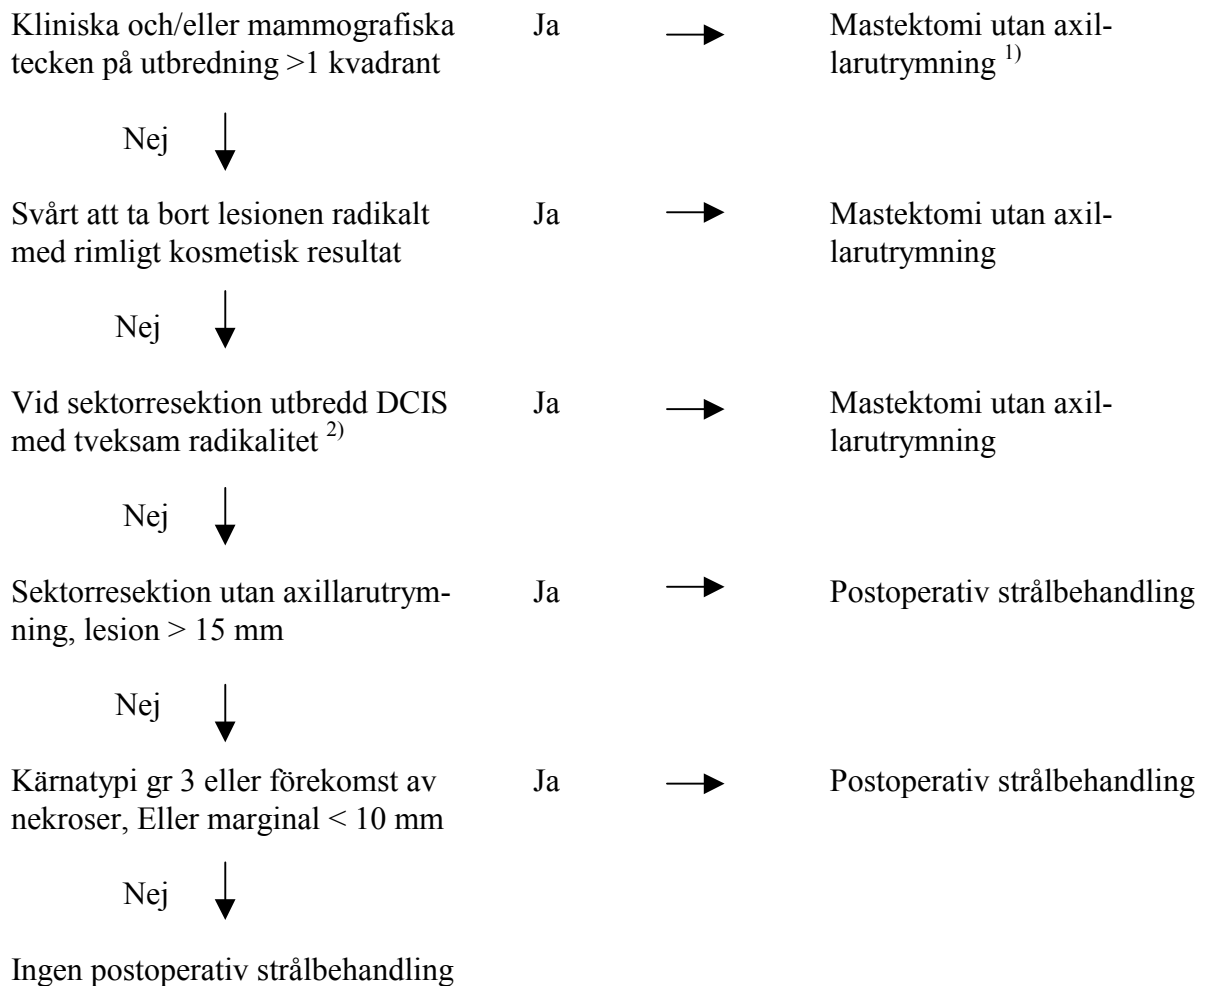 Kliniska och/eller mammografiska Ja Mastektomi utan axil-
tecken på utbredning >1 kvadrant larutrymning 1)
Nej
Svårt att ta bort lesionen radikalt Ja Mastektomi utan axil-
med rimligt kosmetisk resultat larutrymning
Nej
Vid sektorresektion utbredd DCIS Ja Mastektomi utan axil-
med tveksam radikalitet 2) larutrymning
Nej
Sektorresektion utan axillarutrym- Ja Postoperativ strålbehandling
ning, lesion > 15 mm
Nej
Kärnatypi gr 3 eller förekomst av Ja Postoperativ strålbehandling
nekroser, Eller marginal < 10 mm
Nej
Ingen postoperativ strålbehandling